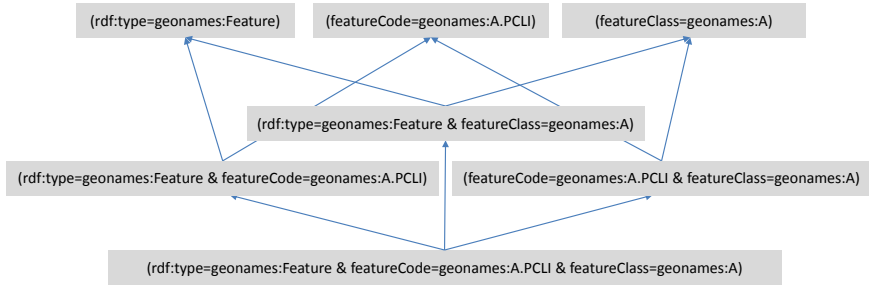 (rdf:type=geonames:Feature)
(featureCode=geonames:A.PCLI)
(featureClass=geonames:A)
(rdf:type=geonames:Feature & featureClass=geonames:A)
(rdf:type=geonames:Feature & featureCode=geonames:A.PCLI)
(featureCode=geonames:A.PCLI & featureClass=geonames:A)
(rdf:type=geonames:Feature & featureCode=geonames:A.PCLI & featureClass=geonames:A)